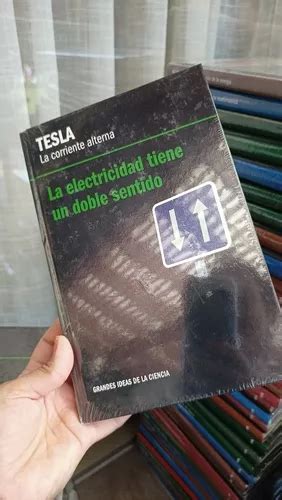 TESLA
La corriente alterna
La electricidad tiene
un doble sentido
GRANDES IDEAS DE LA CIENCIA